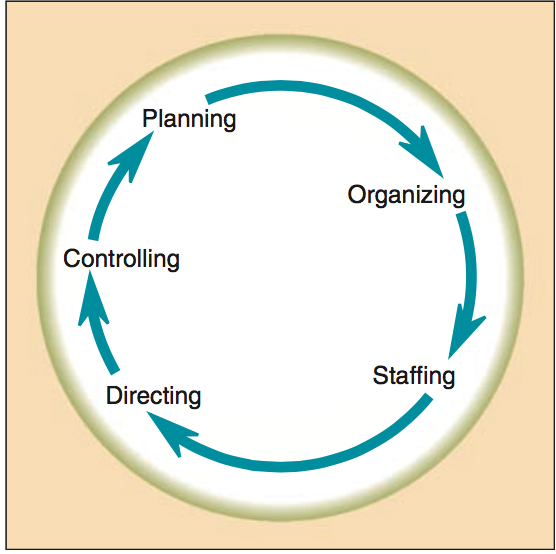 Planning
Organizing
Staffing
Directing
Controlling